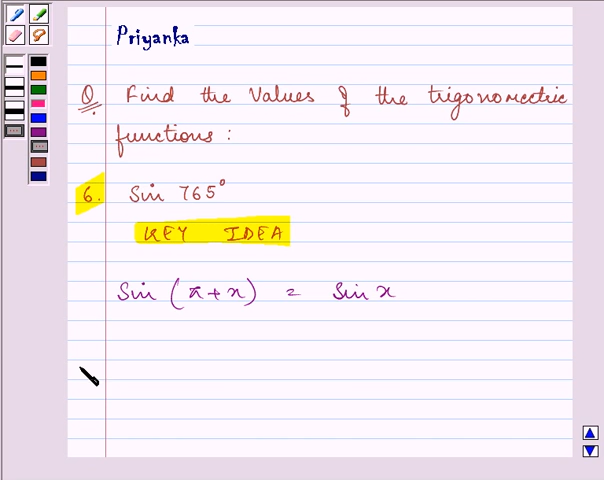 Priyanka
Q Find the Values of the trigonometric
functions :
6. Sin 765°
KEY IDEA
Sin (π+x) = Sin x